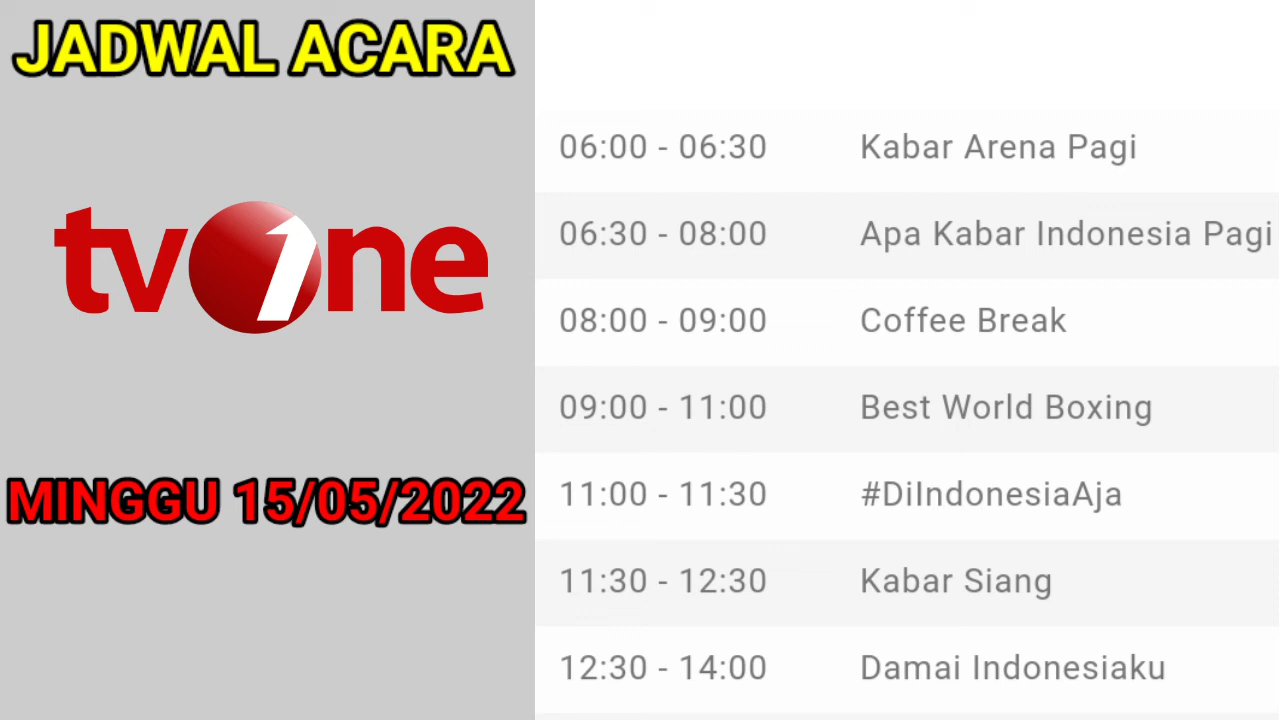 JADWAL ACARA
tvOne
MINGGU 15/05/2022
06:00 - 06:30 Kabar Arena Pagi
06:30 - 08:00 Apa Kabar Indonesia Pagi
08:00 - 09:00 Coffee Break
09:00 - 11:00 Best World Boxing
11:00 - 11:30 #DiIndonesiaAja
11:30 - 12:30 Kabar Siang
12:30 - 14:00 Damai Indonesiaku